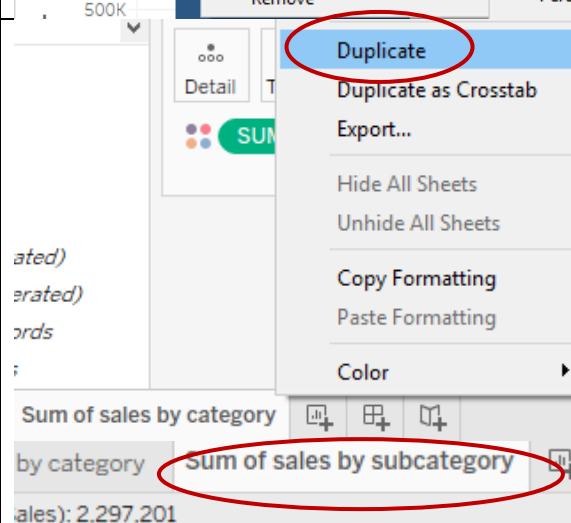 500K
Remove
Duplicate
Detail
Duplicate as Crosstab
SUM
Export...
Hide All Sheets
Unhide All Sheets
ated)
Copy Formatting
erated)
Paste Formatting
ords
Color
Sum of sales by category
by category
Sum of sales by subcategory
ales): 2,297,201